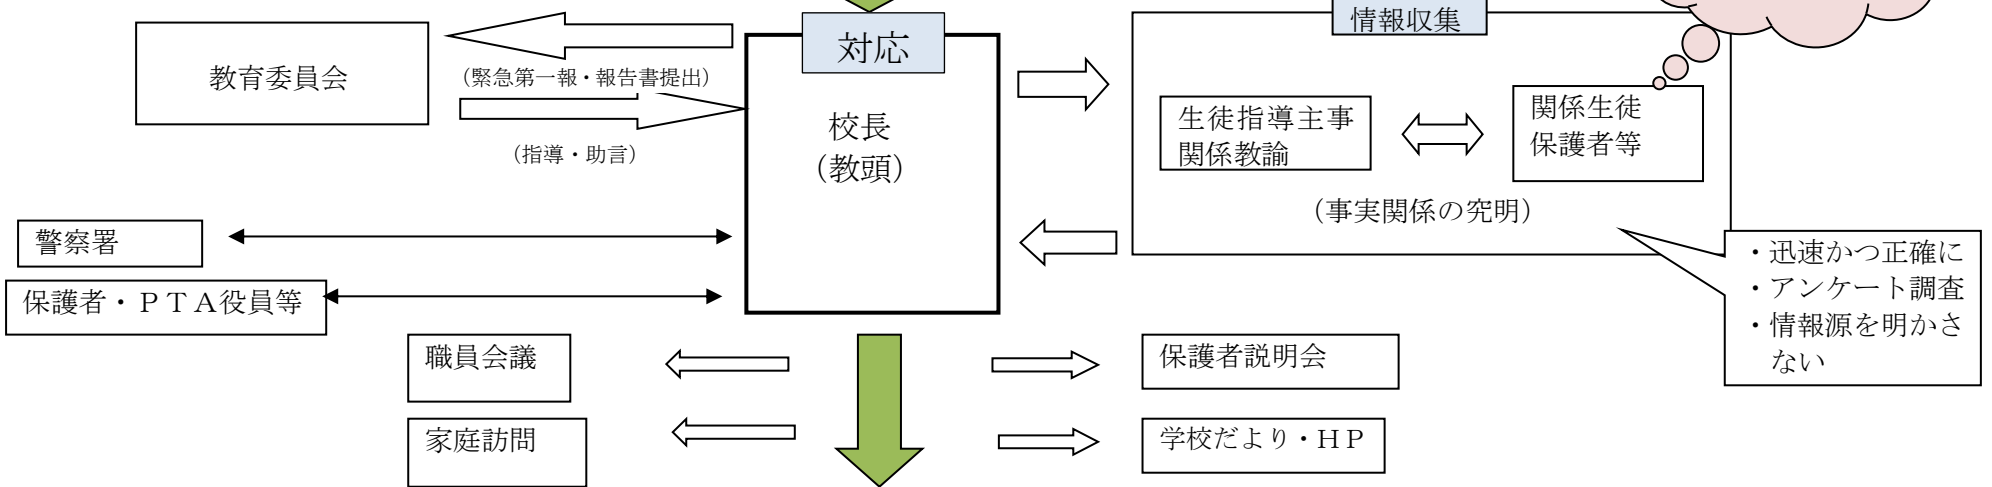 情報収集
対応
教育委員会
（緊急第一報・報告書提出）
（指導・助言）
校長
（教頭）
生徒指導主事
関係教諭
関係生徒
保護者等
（事実関係の究明）
警察署
保護者・ＰＴＡ役員等
・迅速かつ正確に
・アンケート調査
・情報源を明かさ
ない
職員会議
保護者説明会
家庭訪問
学校だより・ＨＰ